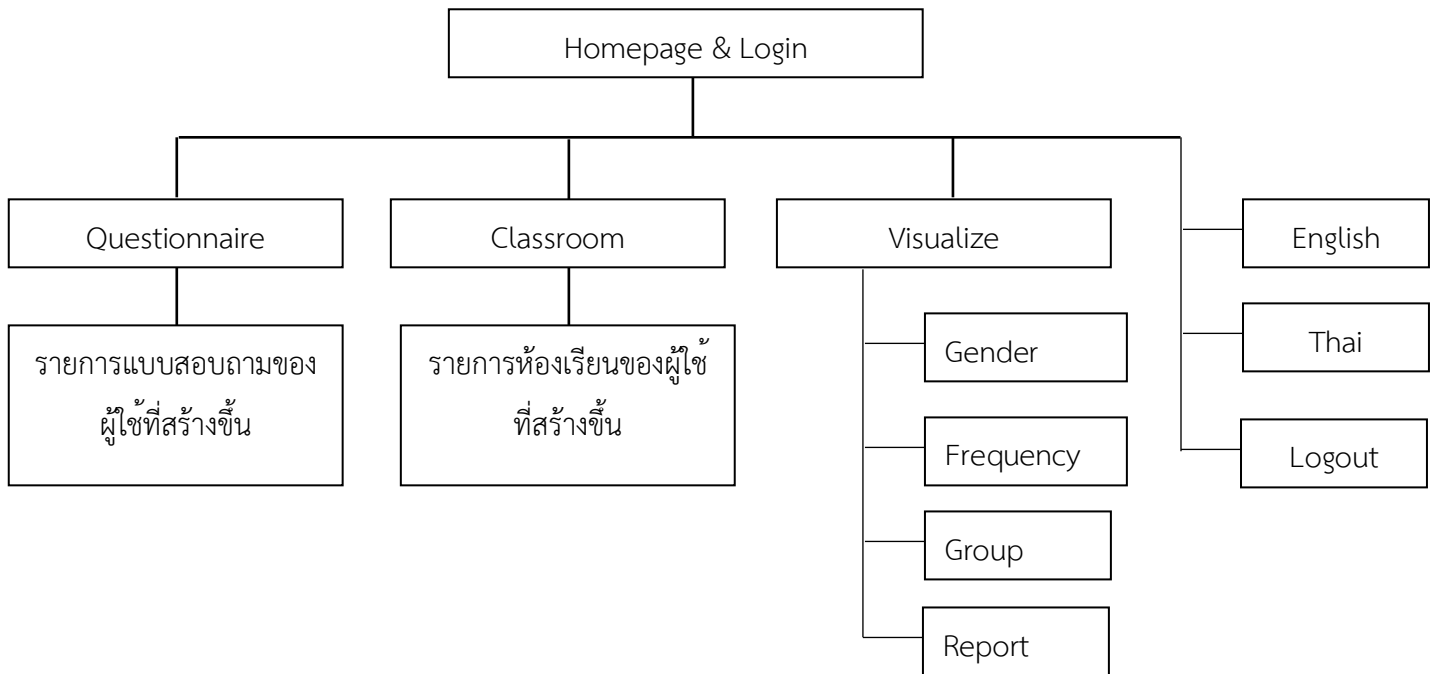 Homepage & Login
Questionnaire
Classroom
Visualize
English
Thai
Logout
รายการแบบสอบถามของ
ผู้ใช้ที่สร้างขึ้น
รายการห้องเรียนของผู้ใช้
ที่สร้างขึ้น
Gender
Frequency
Group
Report